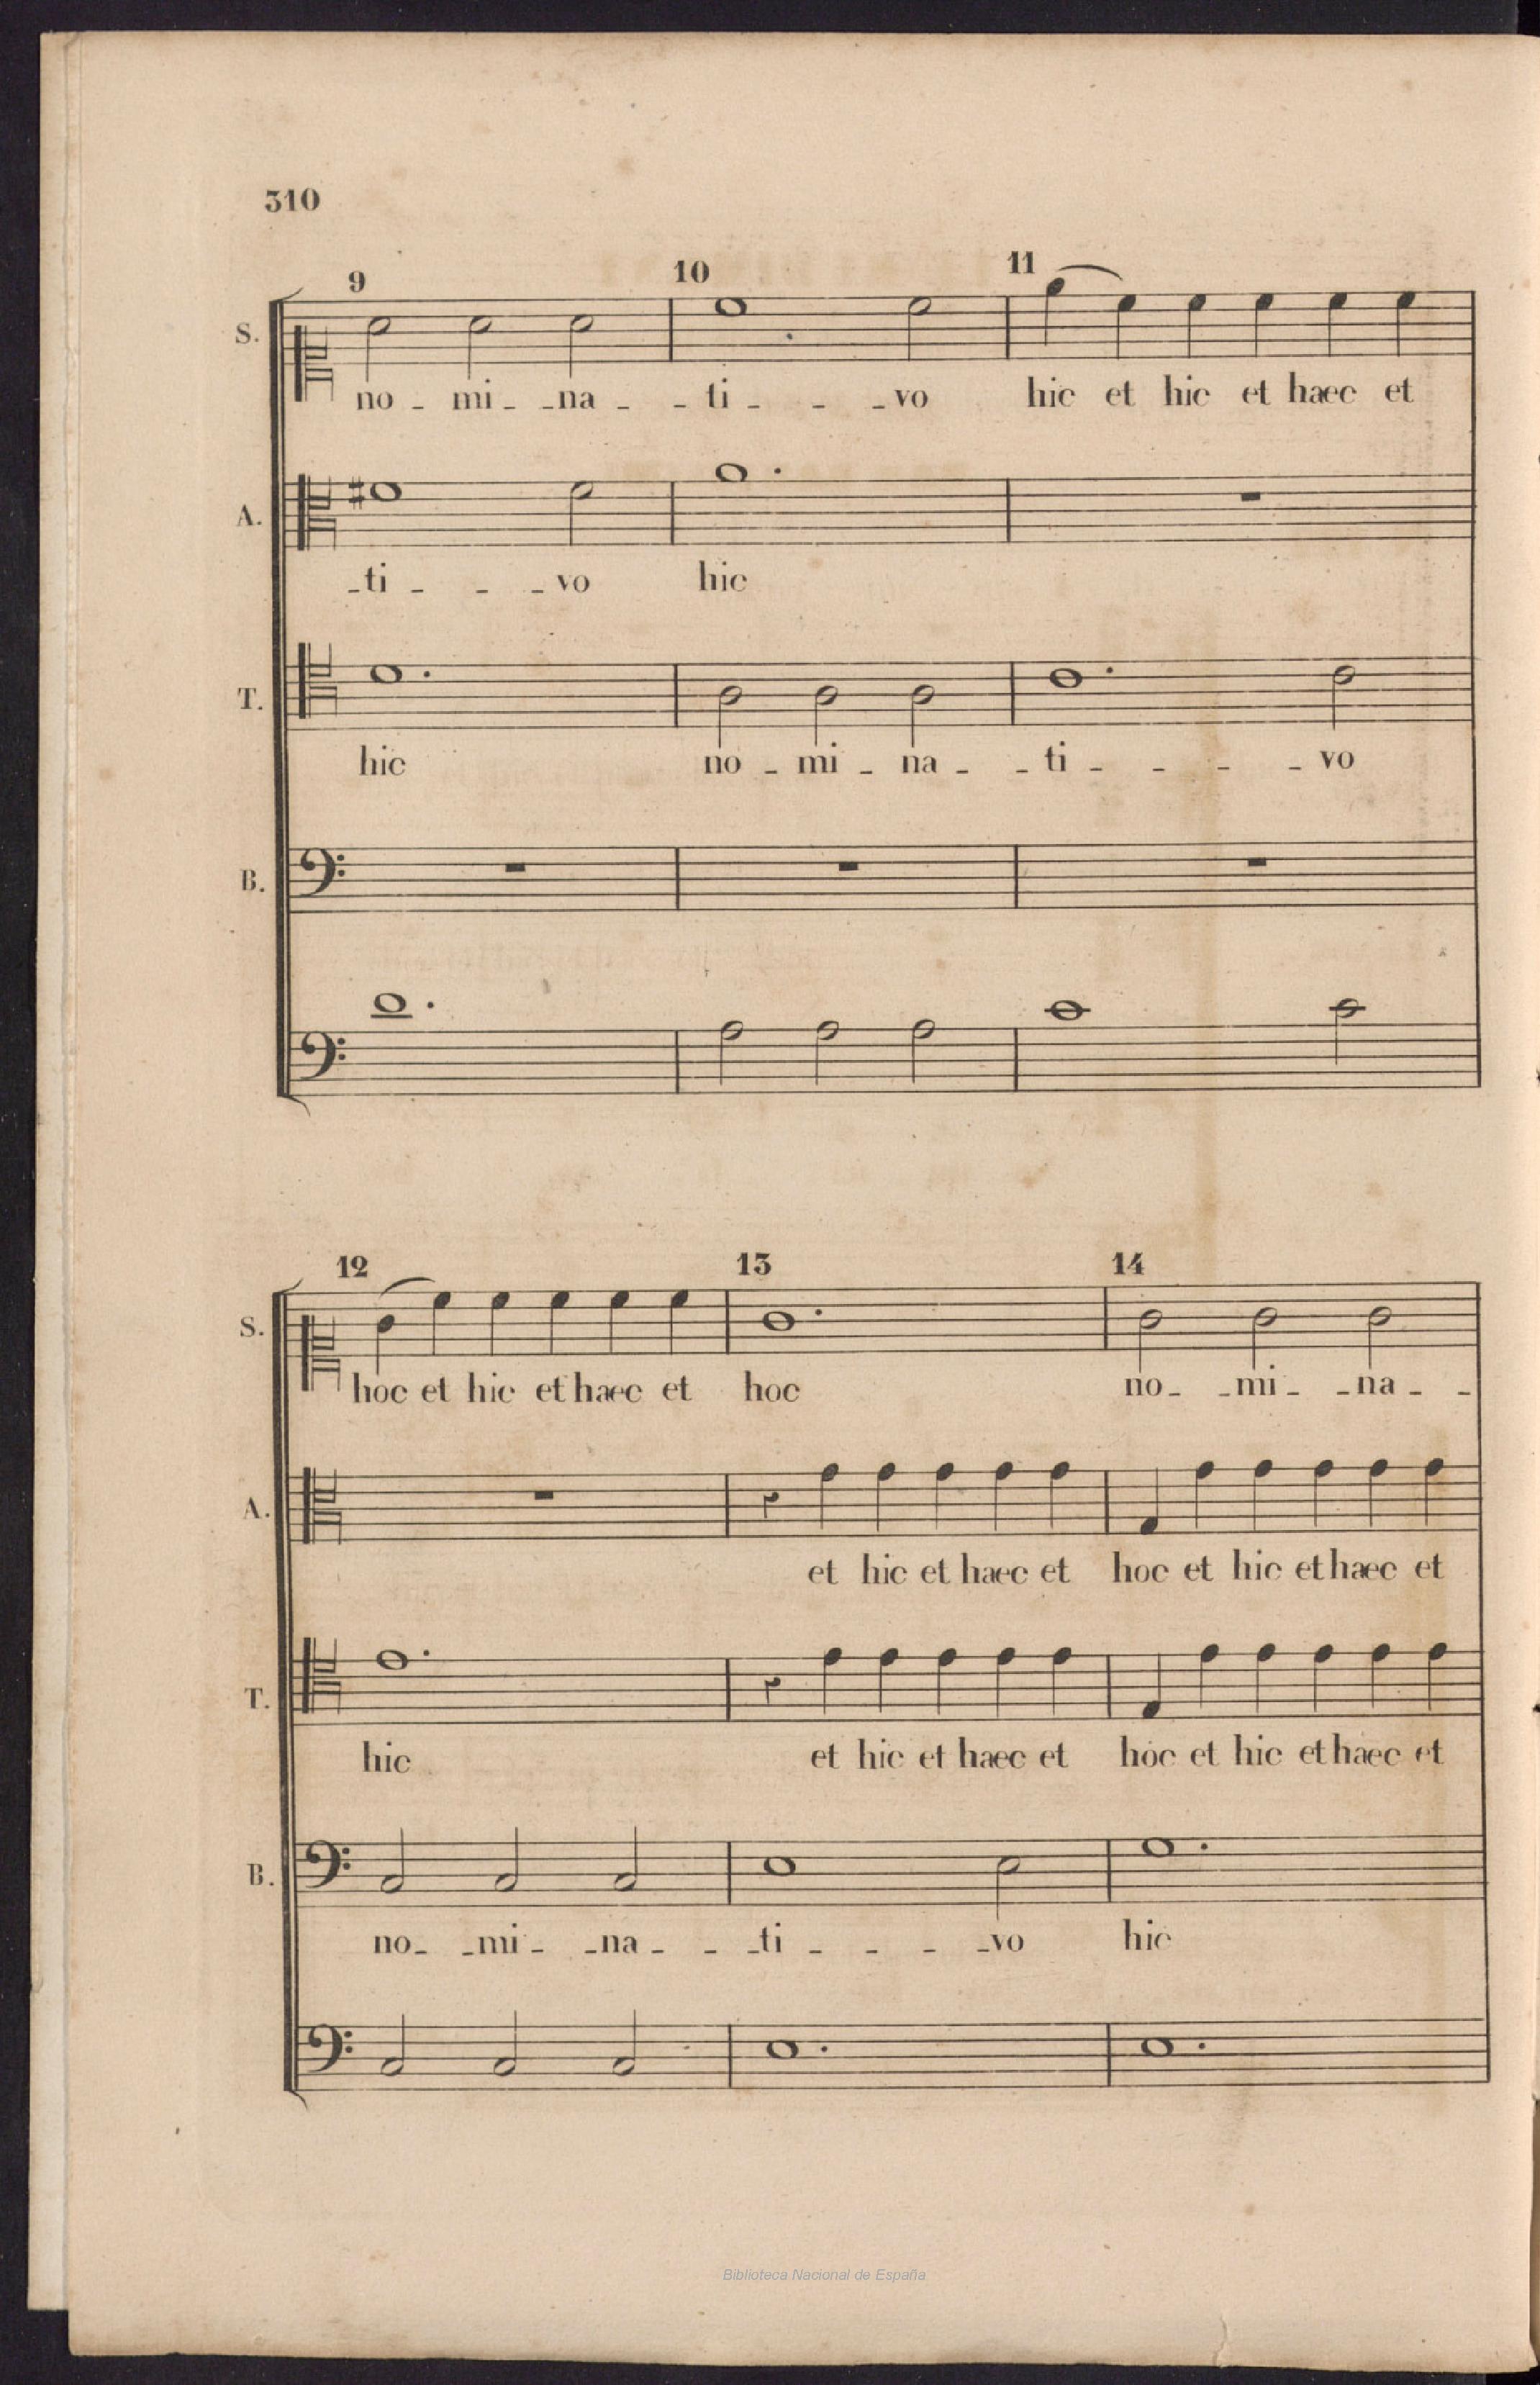 310
9 10 11
S.
no - mi - - na - - ti - - - vo hic et hic et haec et
A.
- ti - - - vo hic
T.
hic no - mi - na - - ti - - - - vo
B.
12 13 14
S.
hoc et hic et haec et hoc no - - mi - - na - -
A.
et hic et haec et hoc et hic et haec et
T.
hic et hic et haec et hoc et hic et haec et
B.
no - - mi - - na - - - ti - - - - vo hic
Biblioteca Nacional de España